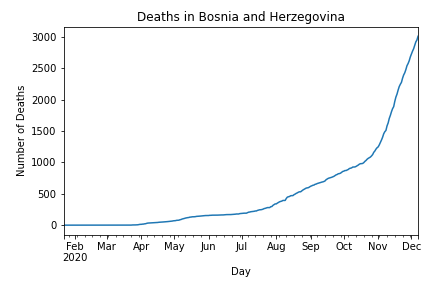 Deaths in Bosnia and Herzegovina
3000
2500
2000
1500
1000
500
0
Number of Deaths
Feb Mar Apr May Jun Jul Aug Sep Oct Nov Dec
2020
Day